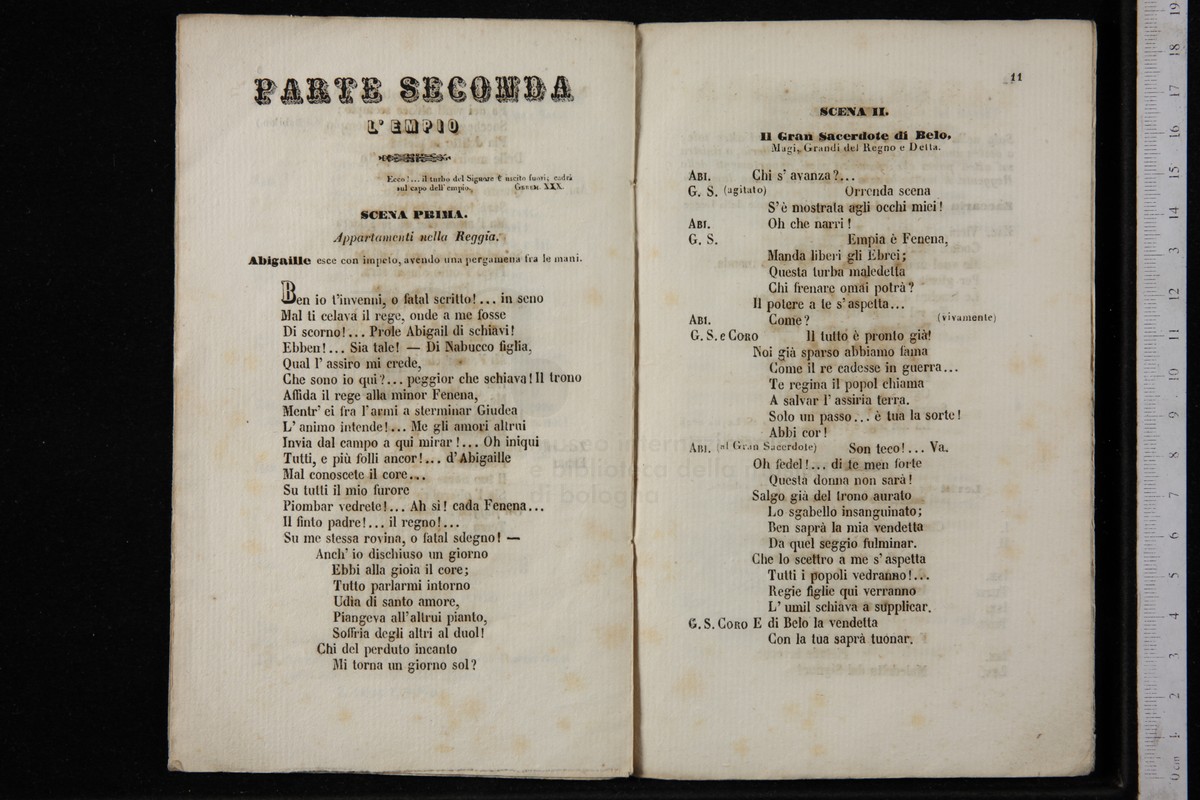 PARTE SECONDA
L' EMPIO
Ecco!... il turbo del Signore è uscito fuori; cadrà
sul capo dell' empio. GEREM. XXX.
SCENA PRIMA.
Appartamenti nella Reggia.
Abigaille esce con impeto, avendo una pergamena fra le mani.
Ben io t'invenni, o fatal scritto!... in seno
Mal ti celava il rege, onde a me fosse
Di scorno!... Prole Abigail di schiavi!
Ebben!... Sia tale! — Di Nabucco figlia,
Qual l' assiro mi crede,
Che sono io qui?... peggior che schiava! Il trono
Affida il rege alla minor Fenena,
Mentr' ei fra l'armi a sterminar Giudea
L' animo intende!... Me gli amori altrui
Invia dal campo a qui mirar!... Oh iniqui
Tutti, e più folli ancor!... d'Abigaille
Mal conoscete il core...
Su tutti il mio furore
Piombar vedrete!... Ah si! cada Fenena...
Il finto padre!... il regno!...
Su me stessa rovina, o fatal sdegno! —
Anch' io dischiuso un giorno
Ebbi alla gioia il core;
Tutto parlarmi intorno
Udia di santo amore,
Piangeva all'altrui pianto,
Soffria degli altri al duol!
Chi del perduto incanto
Mi torna un giorno sol?
11
SCENA II.
Il Gran Sacerdote di Belo,
Magi, Grandi del Regno e Detta.
ABI. Chi s' avanza?...
G. S. (agitato) Orrenda scena
S'è mostrata agli occhi miei!
ABI. Oh che narri!
G. S. Empia è Fenena,
Manda liberi gli Ebrei;
Questa turba maledetta
Chi frenare omai potrà?
Il potere a te s' aspetta...
ABI. Come? (vivamente)
G. S. e CORO Il tutto è pronto già!
Noi già sparso abbiamo fama
Come il re cadesse in guerra...
Te regina il popol chiama
A salvar l' assiria terra.
Solo un passo... è tua la sorte!
Abbi cor!
ABI. (al Gran Sacerdote) Son teco!... Va.
Oh fedel!... di te men forte
Questa donna non sarà!
Salgo già del trono aurato
Lo sgabello insanguinato;
Ben saprà la mia vendetta
Da quel seggio fulminar.
Che lo scettro a me s' aspetta
Tutti i popoli vedranno!...
Regie figlie qui verranno
L' umil schiava a supplicar.
G. S. CORO E di Belo la vendetta
Con la tua saprà tuonar.